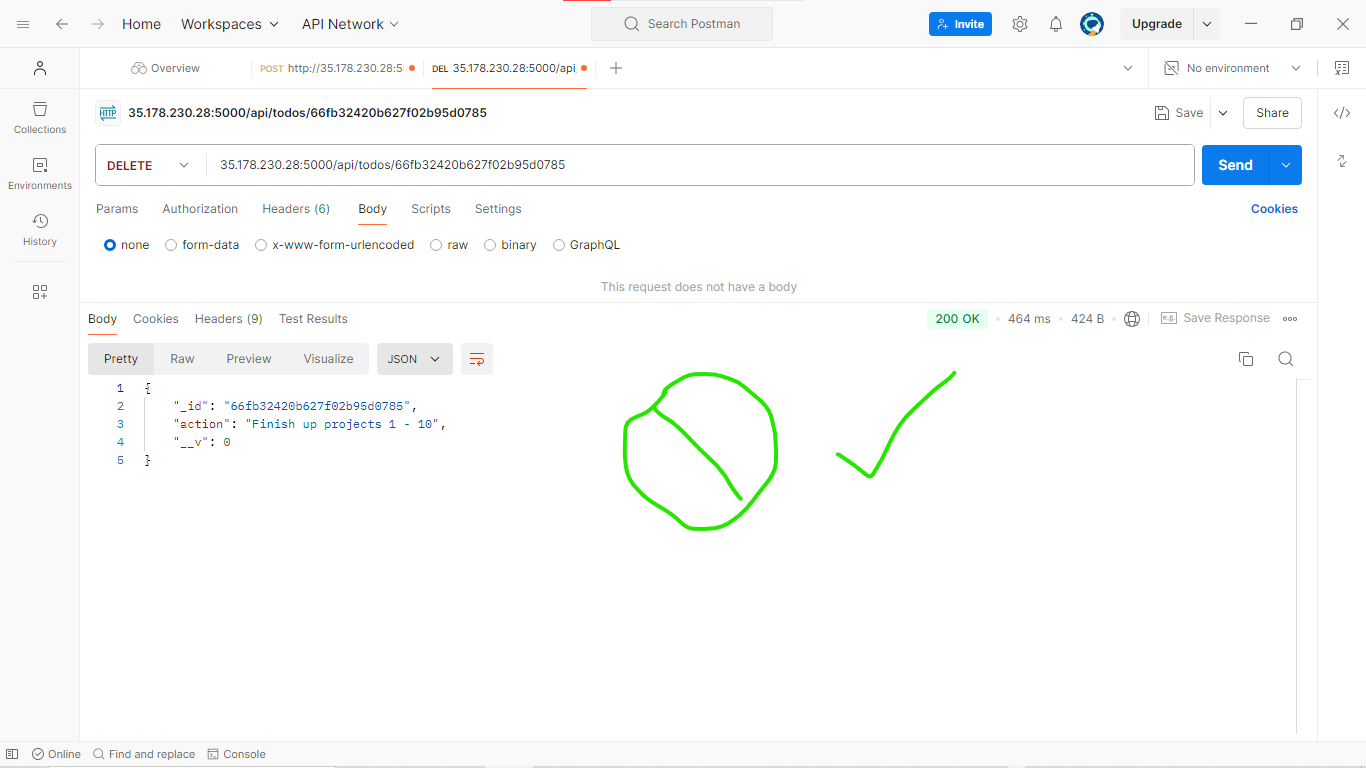 Home Workspaces API Network Search Postman Invite Upgrade
Overview POST http://35.178.230.28:5 DEL 35.178.230.28:5000/api, No environment
HTTP 35.178.230.28:5000/api/todos/66fb32420b627f02b95d0785 Save Share
Collections
DELETE 35.178.230.28:5000/api/todos/66fb32420b627f02b95d0785 Send
Environments
Params Authorization Headers (6) Body Scripts Settings Cookies
History
none form-data x-www-form-urlencoded raw binary GraphQL
This request does not have a body
Body Cookies Headers (9) Test Results 200 OK 464 ms 424 B e.g. Save Response
Pretty Raw Preview Visualize JSON
1 {
2 "_id": "66fb32420b627f02b95d0785",
3 "action": "Finish up projects 1 - 10",
4 "__v": 0
5 }
Online Find and replace Console